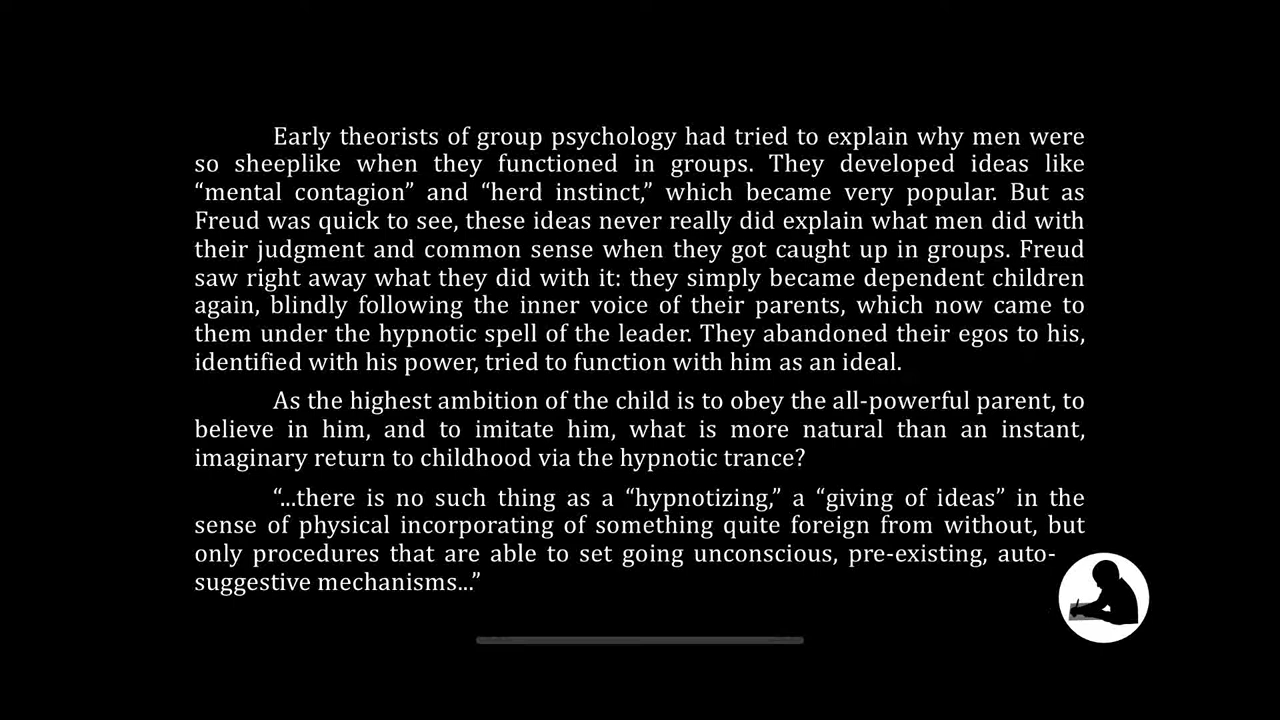 Early theorists of group psychology had tried to explain why men were
so sheeplike when they functioned in groups. They developed ideas like
“mental contagion” and “herd instinct,” which became very popular. But as
Freud was quick to see, these ideas never really did explain what men did with
their judgment and common sense when they got caught up in groups. Freud
saw right away what they did with it: they simply became dependent children
again, blindly following the inner voice of their parents, which now came to
them under the hypnotic spell of the leader. They abandoned their egos to his,
identified with his power, tried to function with him as an ideal.
As the highest ambition of the child is to obey the all-powerful parent, to
believe in him, and to imitate him, what is more natural than an instant,
imaginary return to childhood via the hypnotic trance?
“...there is no such thing as a “hypnotizing,” a “giving of ideas” in the
sense of physical incorporating of something quite foreign from without, but
only procedures that are able to set going unconscious, pre-existing, auto-
suggestive mechanisms...”